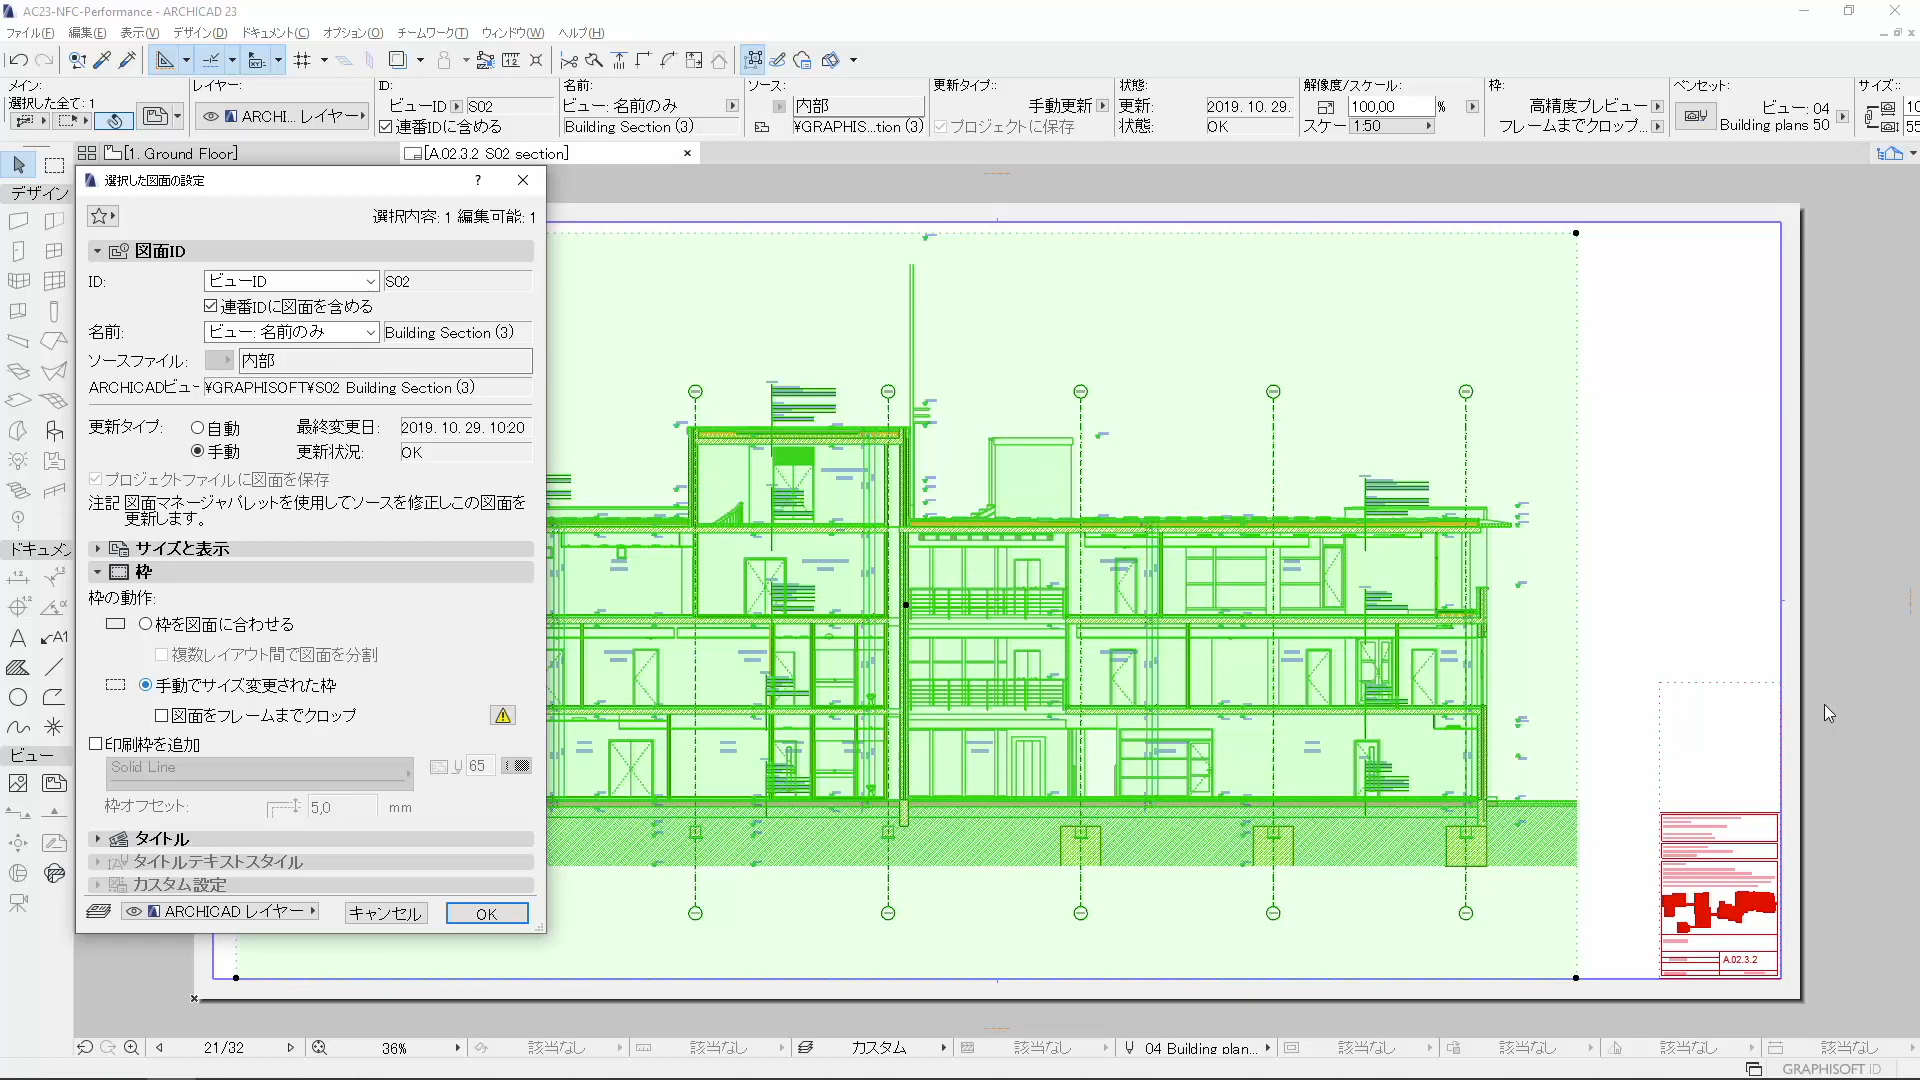 AC23-NFC-Performance - ARCHICAD 23
ファイル(F) 編集(E) 表示(V) デザイン(D) ドキュメント(C) オプション(O) チームワーク(T) ウィンドウ(W) ヘルプ(H)
メイン: レイヤー: ID: 名前: ソース: 更新タイプ: 状態: 解像度/スケール: 枠: ペンセット: サイズ:
選択した全て: 1
ARCHI... レイヤー
ビューID S02 ビュー: 名前のみ 内部 手動更新 更新: 2019. 10. 29. 100,00 % 高精度プレビュー ビュー: 04
連番IDに含める Building Section (3) ¥GRAPHIS...tion (3) プロジェクトに保存 状態: OK スケー 1:50 フレームまでクロップ... Building plans 50
[1. Ground Floor] [A.02.3.2 S02 section]
選択した図面の設定 ?
デザイン
選択内容: 1 編集可能: 1
図面ID
ID: ビューID S02
連番IDに図面を含める
名前: ビュー: 名前のみ Building Section (3)
ソースファイル: 内部
ARCHICADビュー ¥GRAPHISOFT¥S02 Building Section (3)
更新タイプ: 自動 最終変更日: 2019. 10. 29. 10:20
手動 更新状況: OK
プロジェクトファイルに図面を保存
注記 図面マネージャパレットを使用してソースを修正しこの図面を
更新します。
サイズと表示
ドキュメン
枠
枠の動作:
枠を図面に合わせる
複数レイアウト間で図面を分割
手動でサイズ変更された枠
図面をフレームまでクロップ
印刷枠を追加
ビュー
Solid Line 65
枠オフセット: 5,0 mm
タイトル
タイトルテキストスタイル
カスタム設定
ARCHICAD レイヤー キャンセル OK
A.02.3.2
21/32 36% 該当なし 該当なし カスタム 該当なし 04 Building plan... 該当なし 該当なし 該当なし 該当なし
GRAPHISOFT ID